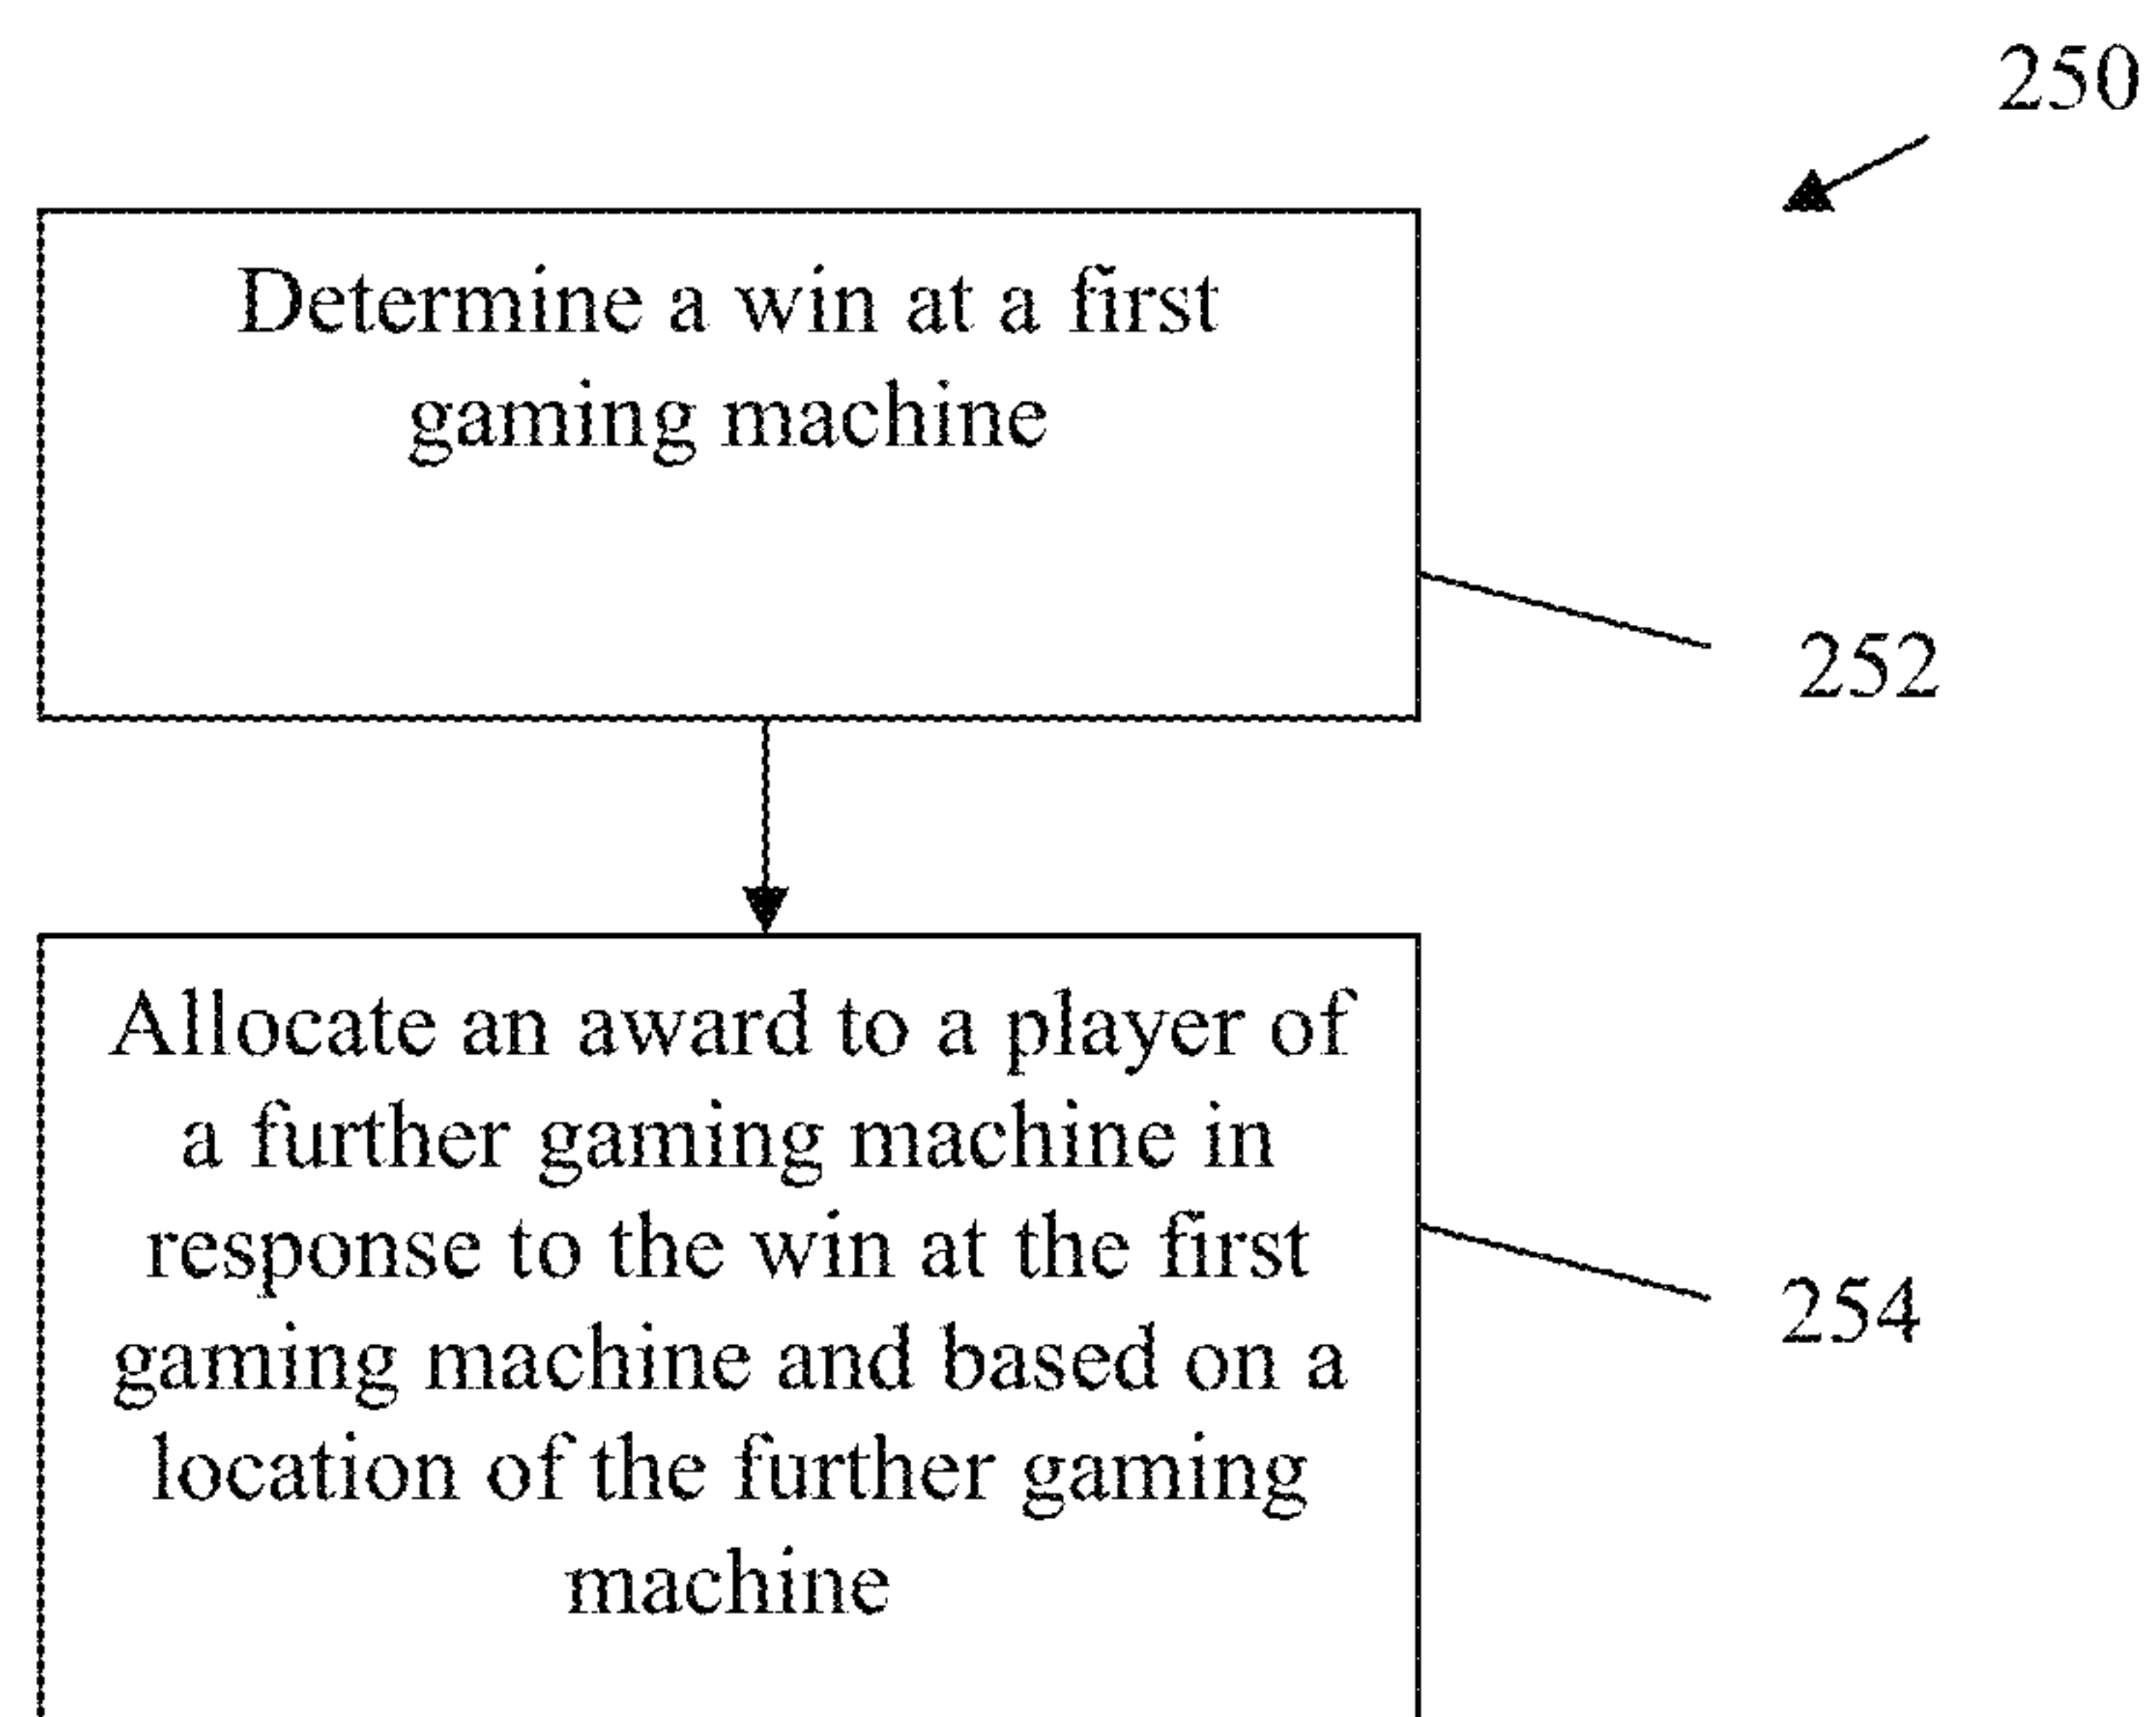 250
Determine a win at a first
gaming machine
252
Allocate an award to a player of
a further gaming machine in
response to the win at the first
gaming machine and based on a
location of the further gaming
machine
254